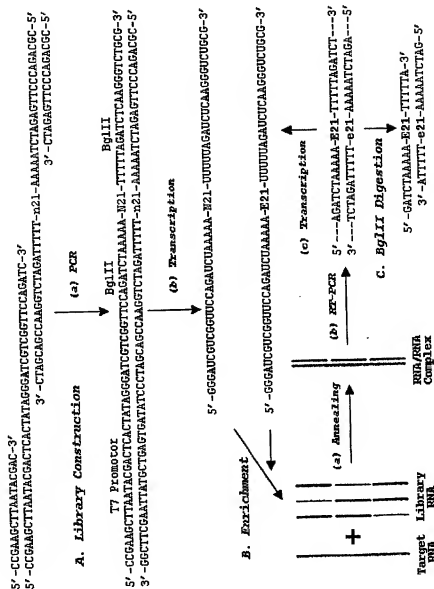 5'-CCGAAGCTTAATACGAC-3'
5'-CCGAAGCTTAATACGACTCACTATAGGGATCGTCGGTTCCAGATC-3'
3'-CTAGCAGCCAAGGTCTAGATTTTT-n21-AAAAATCTAGAGTTCCCAGACGC-5'
3'-CTAGAGTTCCCAGACGC-5'
A. Library Construction (a) PCR
T7 Promotor BglII BglII
5'-CCGAAGCTTAATACGACTCACTATAGGGATCGTCGGTTCCAGATCTAAAAA-N21-TTTTTAGATCTCAAGGGTCTGCG-3'
3'-GGCTTCGAATTATGCTGAGTGATATCCCTAGCAGCCAAGGTCTAGATTTTT-n21-AAAAATCTAGAGTTCCCAGACGC-5'
(b) Transcription
5'-GGGAUCGUCGGUUCCAGAUCUAAAAA-N21-UUUUUAGAUCUCAAGGGUCUGCG-3'
B. Enrichment
5'-GGGAUCGUCGGUUCCAGAUCUAAAAA-E21-UUUUUAGAUCUCAAGGGUCUGCG-3'
(c) Transcription
(a) Annealing
(b) RT-PCR
5'----AGATCTAAAAA-E21-TTTTTAGATCT---3'
3'----TCTAGATTTTT-e21-AAAAATCTAGA---5'
+
C. BglII Digestion
Target RNA
Library RNA
RNA/RNA Complex
5'-GATCTAAAAA-E21-TTTTTA-3'
3'-ATTTTT-e21-AAAAATCTAG-5'